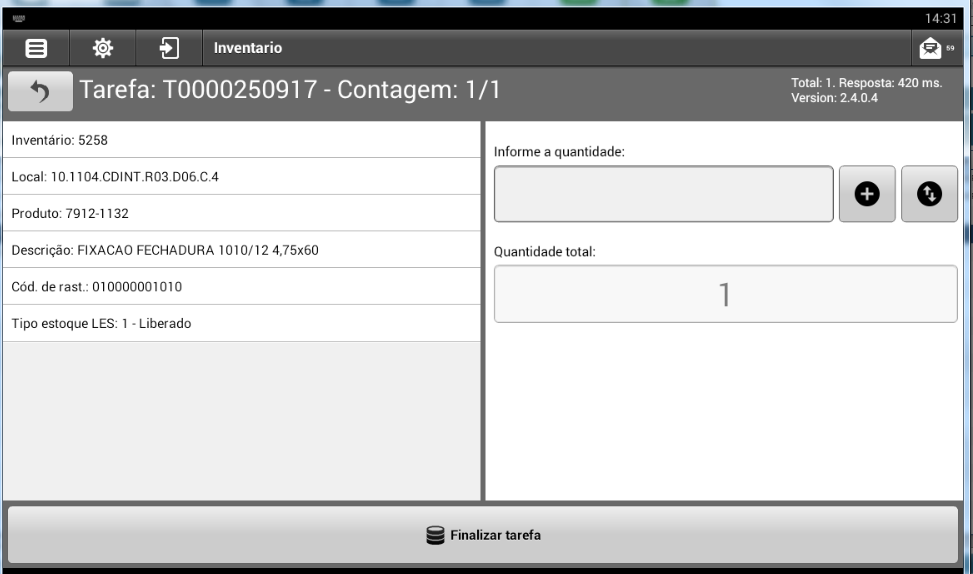 14:31
Inventario
59
Tarefa: T0000250917 - Contagem: 1/1
Total: 1. Resposta: 420 ms.
Version: 2.4.0.4
Inventário: 5258
Local: 10.1104.CDINT.R03.D06.C.4
Produto: 7912-1132
Descrição: FIXACAO FECHADURA 1010/12 4,75x60
Cód. de rast.: 010000001010
Tipo estoque LES: 1 - Liberado
Informe a quantidade:
Quantidade total:
1
Finalizar tarefa